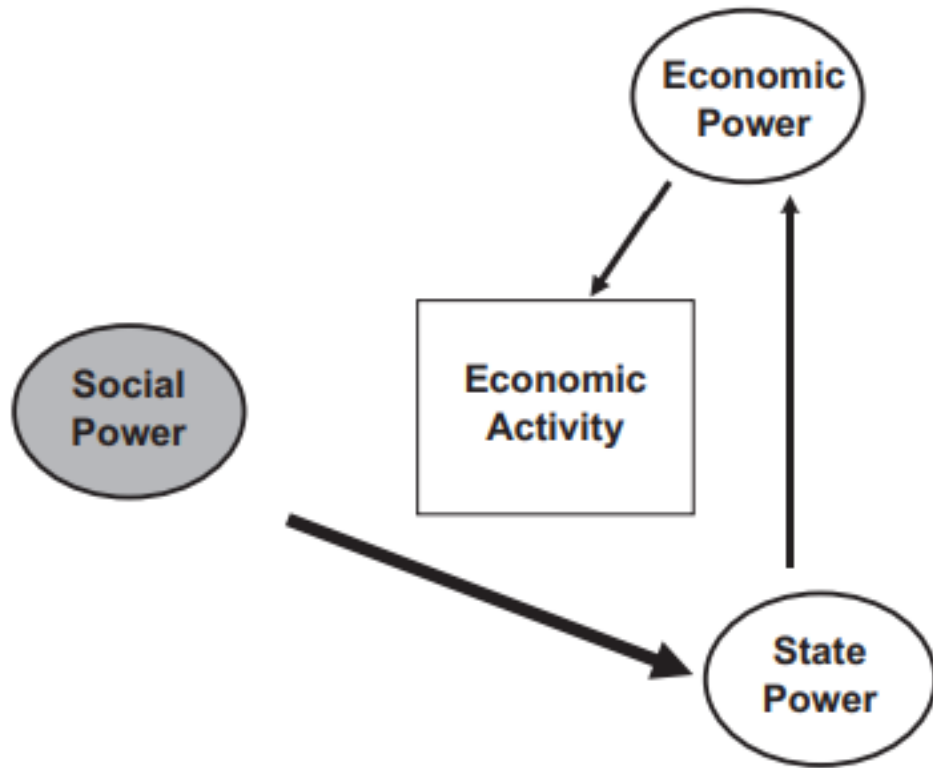 Economic
Power
Economic
Activity
Social
Power
State
Power